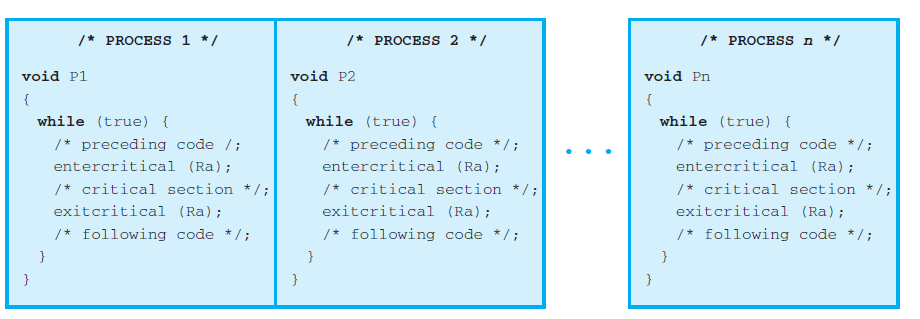 /* PROCESS 1 */
void P1
{
while (true) {
/* preceding code /;
entercritical (Ra);
/* critical section */;
exitcritical (Ra);
/* following code */;
}
}
/* PROCESS 2 */
void P2
{
while (true) {
/* preceding code */;
entercritical (Ra);
/* critical section */;
exitcritical (Ra);
/* following code */;
}
}
• • •
/* PROCESS n */
void Pn
{
while (true) {
/* preceding code */;
entercritical (Ra);
/* critical section */;
exitcritical (Ra);
/* following code */;
}
}